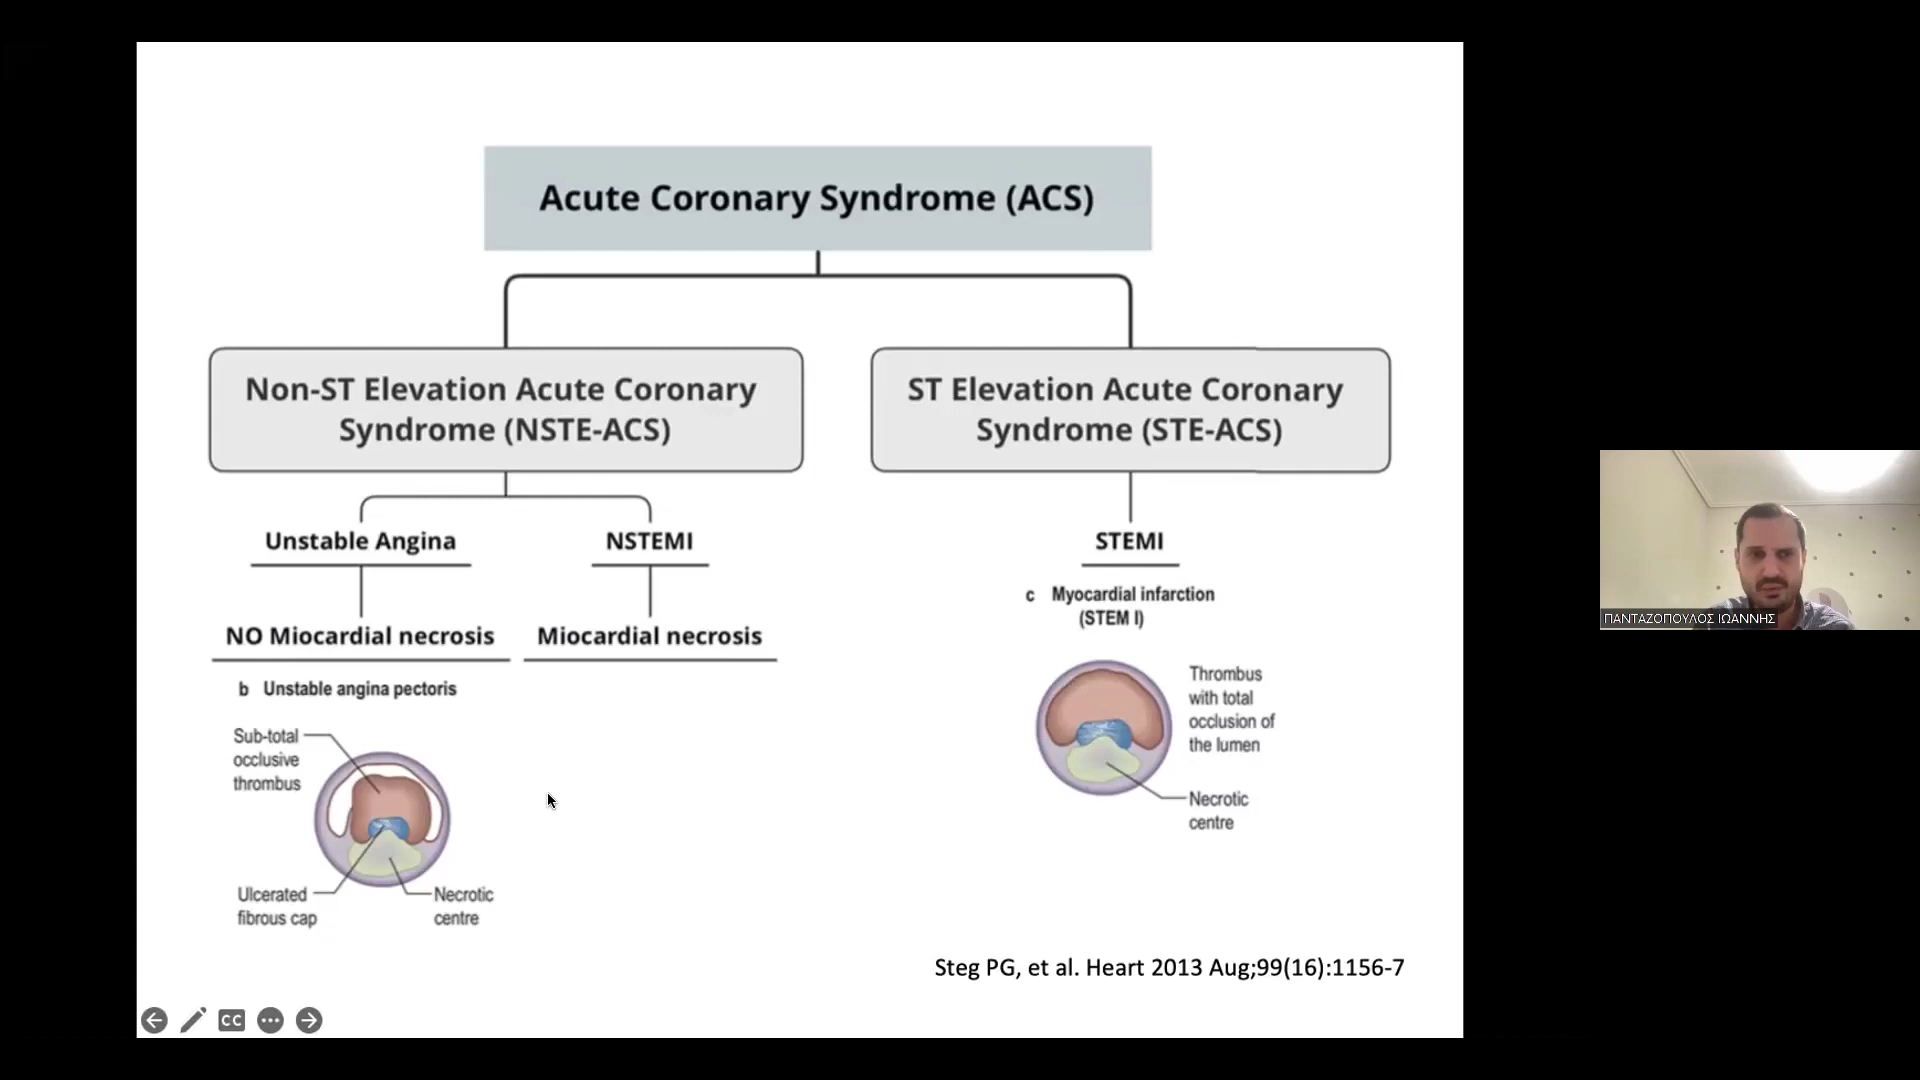 Acute Coronary Syndrome (ACS)
Non-ST Elevation Acute Coronary
Syndrome (NSTE-ACS)
ST Elevation Acute Coronary
Syndrome (STE-ACS)
Unstable Angina
NSTEMI
STEMI
NO Miocardial necrosis
Miocardial necrosis
c Myocardial infarction
(STEM I)
b Unstable angina pectoris
Sub-total
occlusive
thrombus
Ulcerated
fibrous cap
Necrotic
centre
Thrombus
with total
occlusion of
the lumen
Necrotic
centre
Steg PG, et al. Heart 2013 Aug;99(16):1156-7
CC
ΠΑΝΤΑΖΟΠΟΥΛΟΣ ΙΩΑΝΝΗΣ